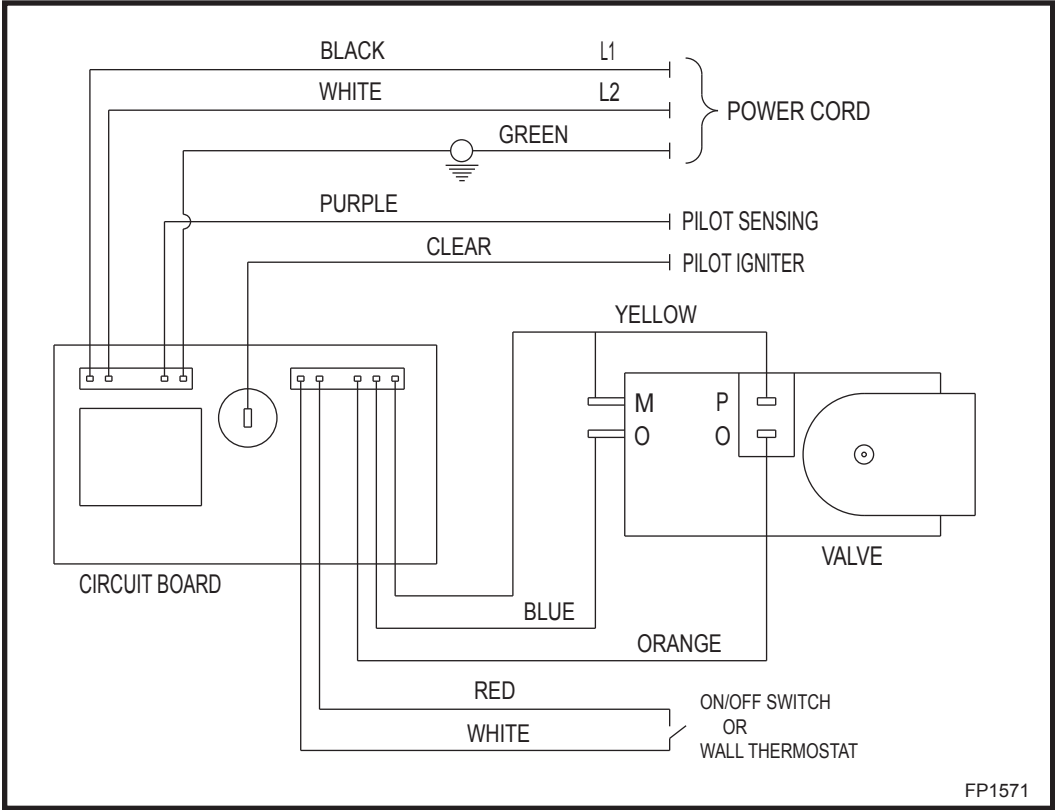 BLACK
L1
WHITE
L2
POWER CORD
GREEN
PURPLE
PILOT SENSING
CLEAR
PILOT IGNITER
YELLOW
M
P
O
O
VALVE
CIRCUIT BOARD
BLUE
ORANGE
RED
ON/OFF SWITCH
OR
WALL THERMOSTAT
WHITE
FP1571